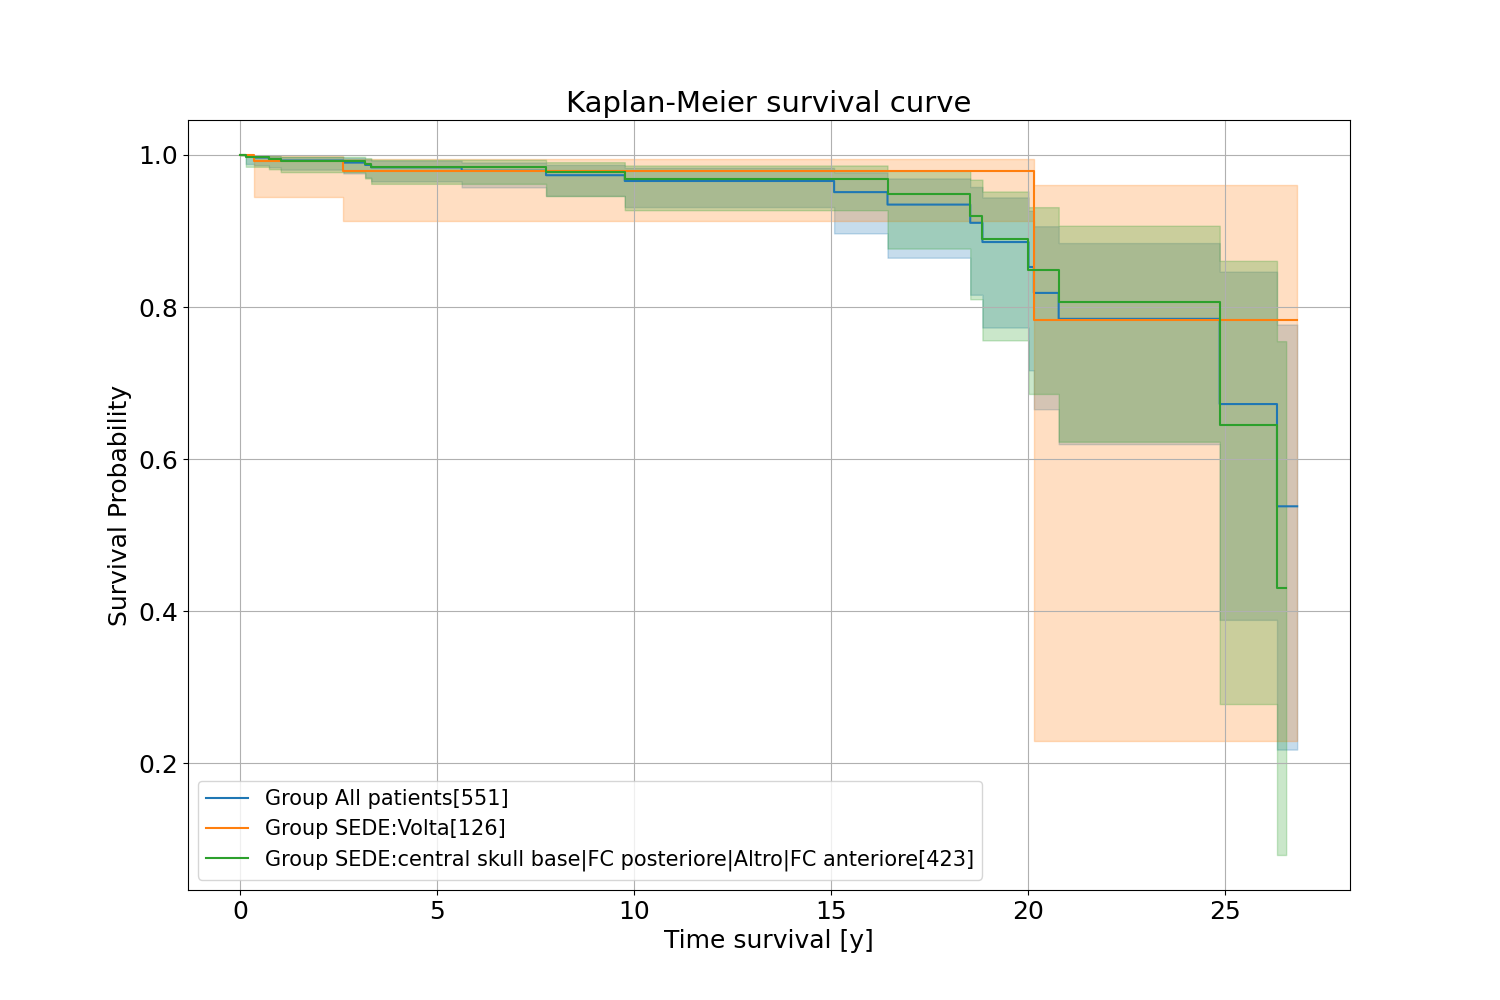 Kaplan-Meier survival curve
1.0
0.8
0.6
0.4
0.2
Survival Probability
Group All patients[551]
Group SEDE:Volta[126]
Group SEDE:central skull base|FC posteriore|Altro|FC anteriore[423]
0 5 10 15 20 25
Time survival [y]